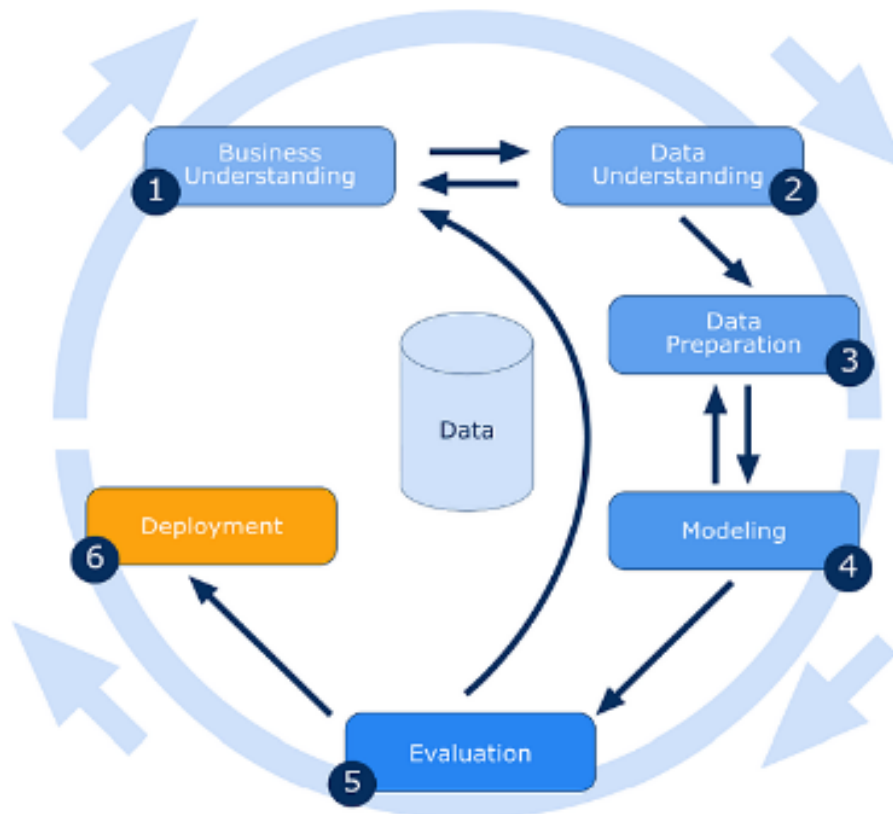 Business
Understanding
1
Data
Understanding
2
Data
Preparation
3
Data
Modeling
4
Deployment
6
Evaluation
5